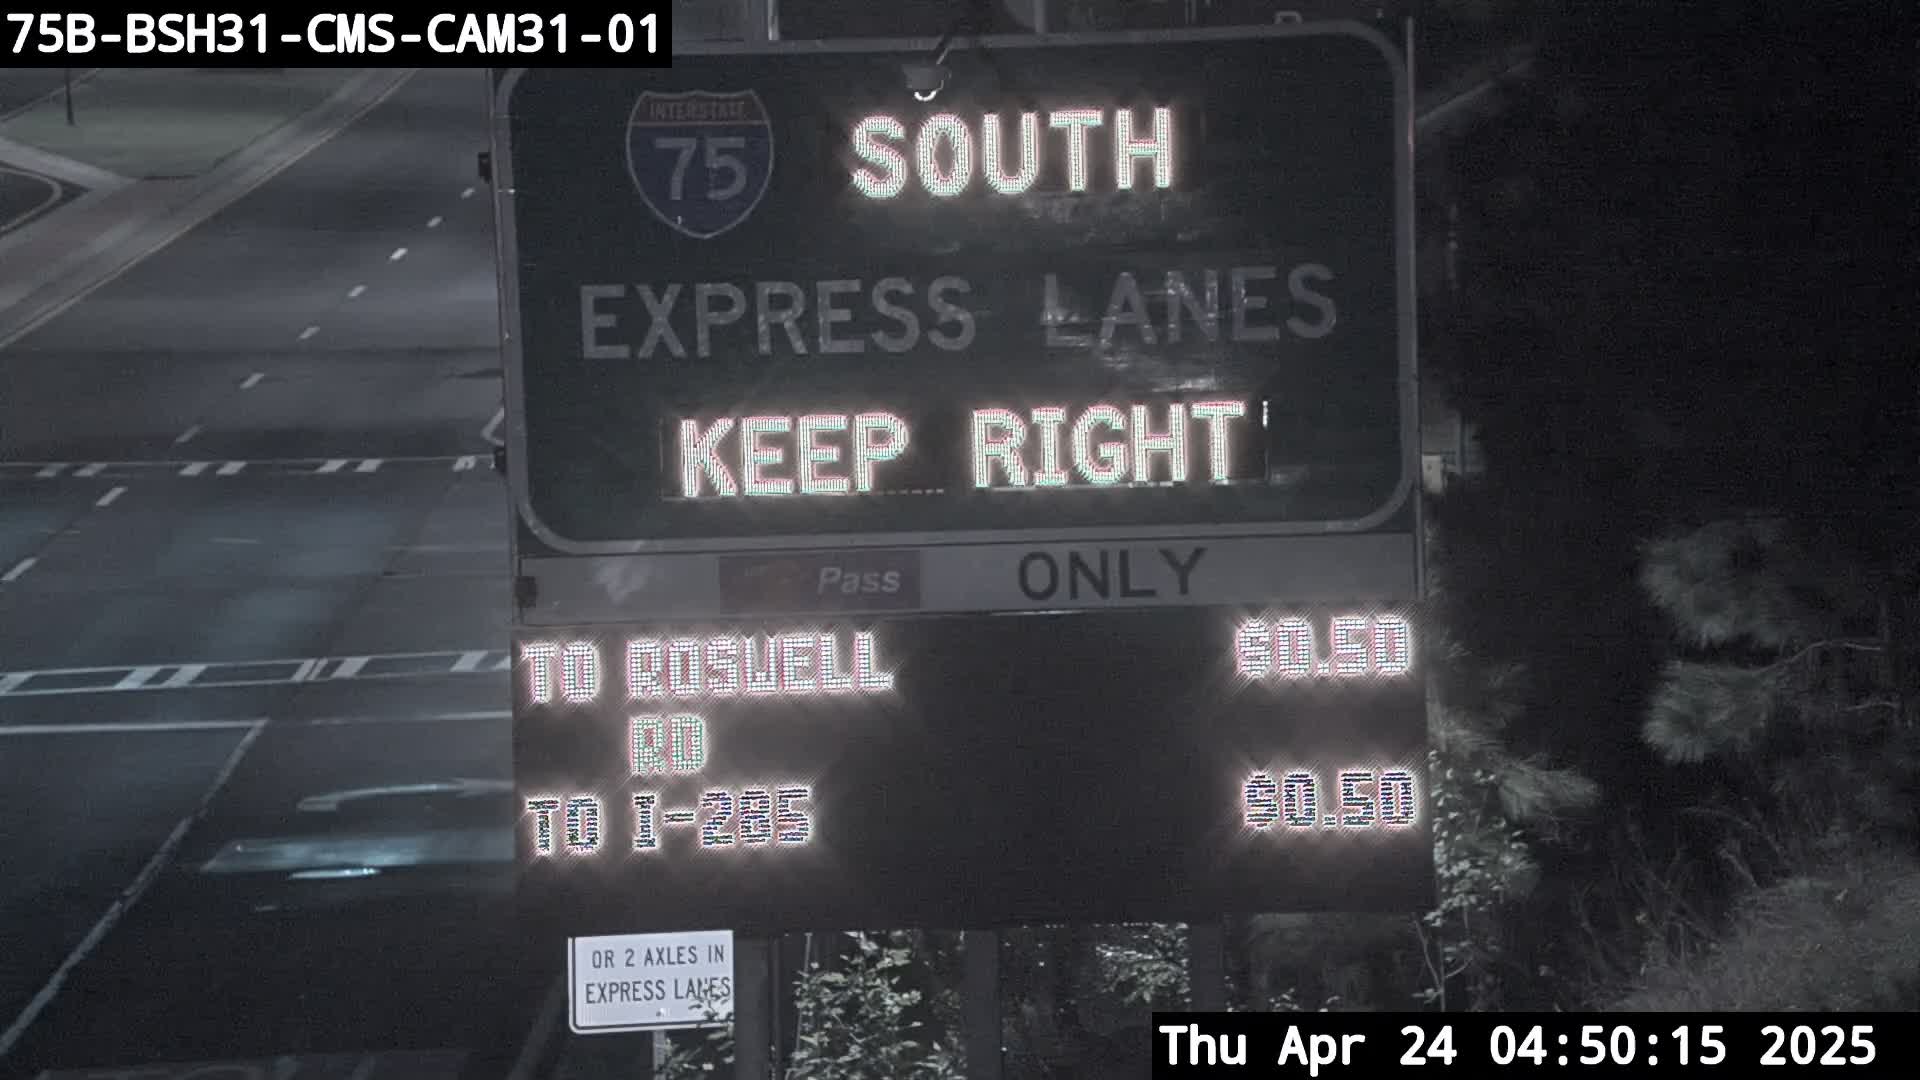 75B-BSH31-CMS-CAM31-01
INTERSTATE
75
SOUTH
EXPRESS LANES
KEEP RIGHT
Pass ONLY
TO ROSWELL $0.50
RD
TO I-285 $0.50
OR 2 AXLES IN
EXPRESS LANES
Thu Apr 24 04:50:15 2025